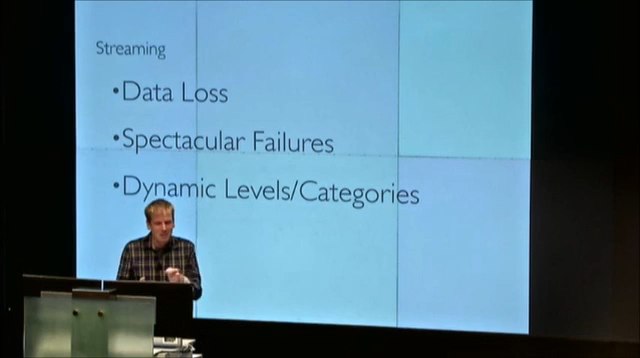 Streaming
•Data Loss
•Spectacular Failures
•Dynamic Levels/Categories